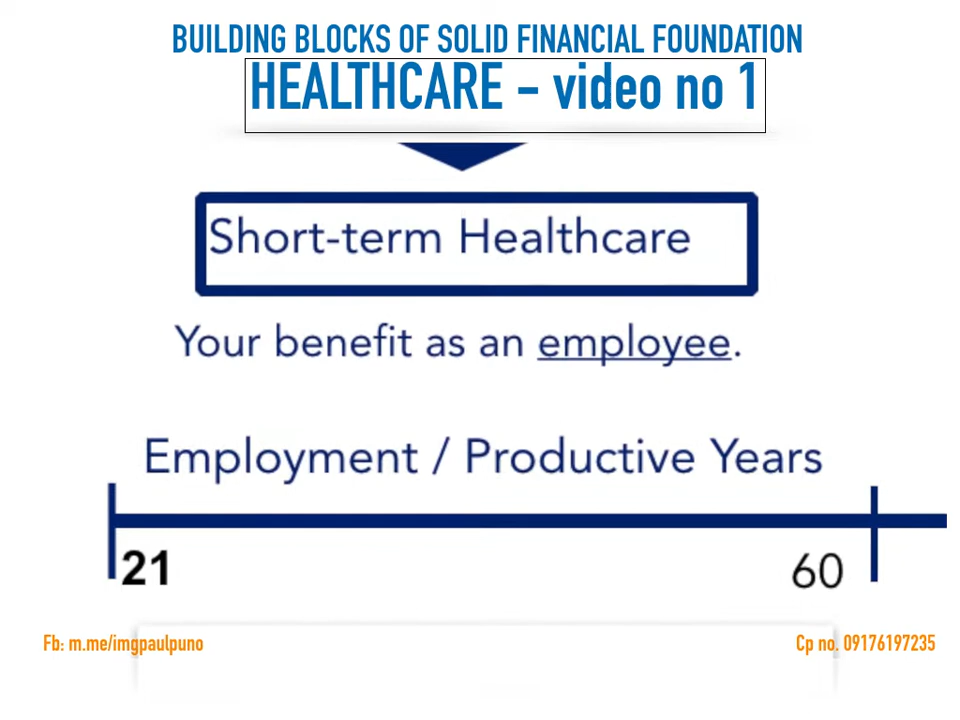 BUILDING BLOCKS OF SOLID FINANCIAL FOUNDATION
HEALTHCARE - video no 1
Short-term Healthcare
Your benefit as an employee.
Employment / Productive Years
21 60
Fb: m.me/imgpaulpuno Cp no. 09176197235